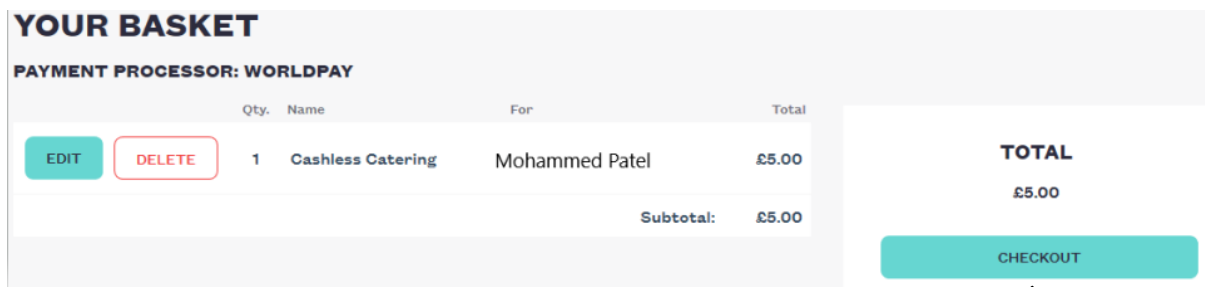 YOUR BASKET
PAYMENT PROCESSOR: WORLDPAY
Qty. Name For Total
EDIT DELETE 1 Cashless Catering Mohammed Patel £5.00
Subtotal: £5.00
TOTAL
£5.00
CHECKOUT